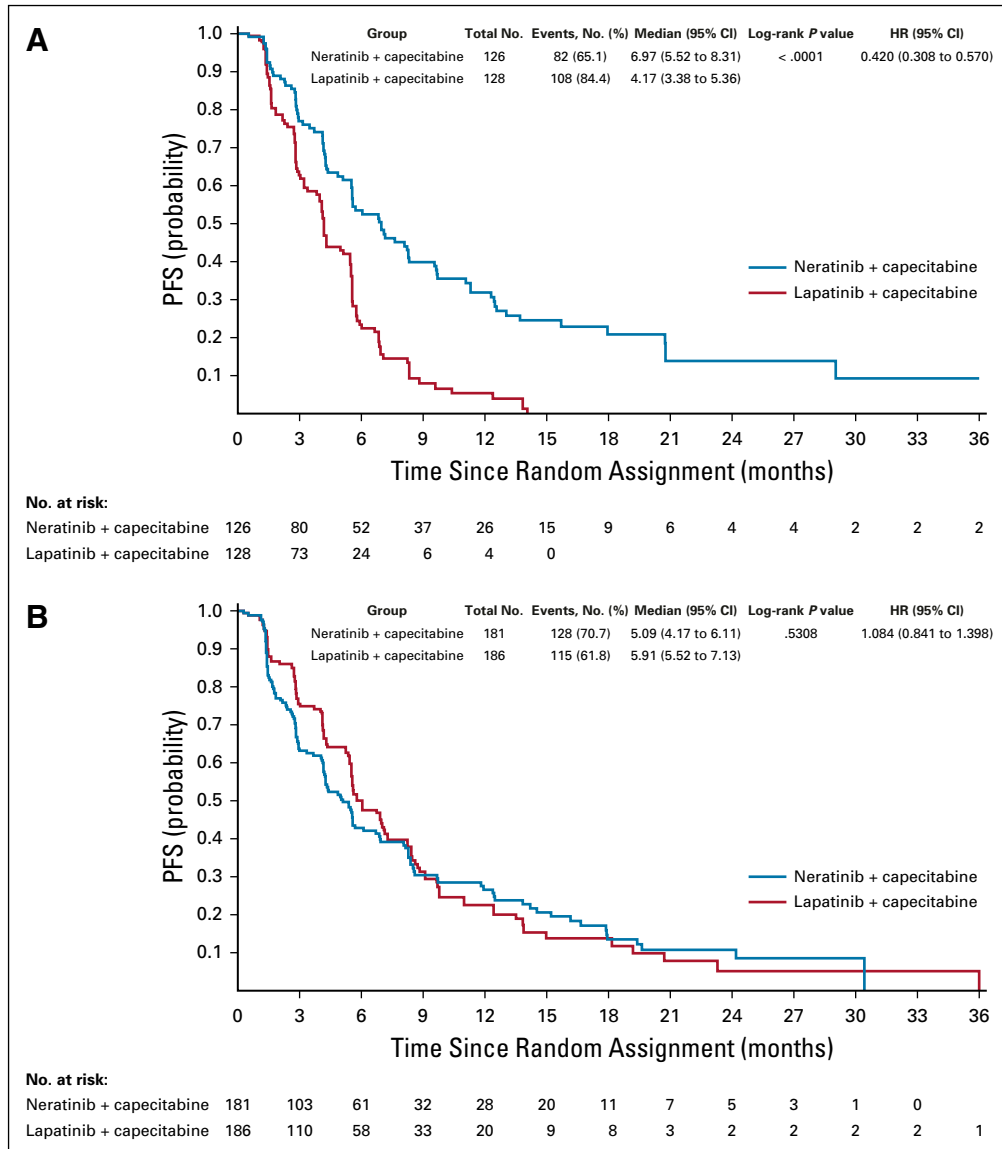 A
Group Total No. Events, No. (%) Median (95% CI) Log-rank P value HR (95% CI)
Neratinib + capecitabine 126 82 (65.1) 6.97 (5.52 to 8.31) < .0001 0.420 (0.308 to 0.570)
Lapatinib + capecitabine 128 108 (84.4) 4.17 (3.38 to 5.36)
1.0
0.9
0.8
0.7
0.6
0.5
0.4
0.3
0.2
0.1
PFS (probability)
Neratinib + capecitabine
Lapatinib + capecitabine
0 3 6 9 12 15 18 21 24 27 30 33 36
Time Since Random Assignment (months)
No. at risk:
Neratinib + capecitabine 126 80 52 37 26 15 9 6 4 4 2 2 2
Lapatinib + capecitabine 128 73 24 6 4 0
B
Group Total No. Events, No. (%) Median (95% CI) Log-rank P value HR (95% CI)
Neratinib + capecitabine 181 128 (70.7) 5.09 (4.17 to 6.11) .5308 1.084 (0.841 to 1.398)
Lapatinib + capecitabine 186 115 (61.8) 5.91 (5.52 to 7.13)
1.0
0.9
0.8
0.7
0.6
0.5
0.4
0.3
0.2
0.1
PFS (probability)
Neratinib + capecitabine
Lapatinib + capecitabine
0 3 6 9 12 15 18 21 24 27 30 33 36
Time Since Random Assignment (months)
No. at risk:
Neratinib + capecitabine 181 103 61 32 28 20 11 7 5 3 1 0
Lapatinib + capecitabine 186 110 58 33 20 9 8 3 2 2 2 2 1